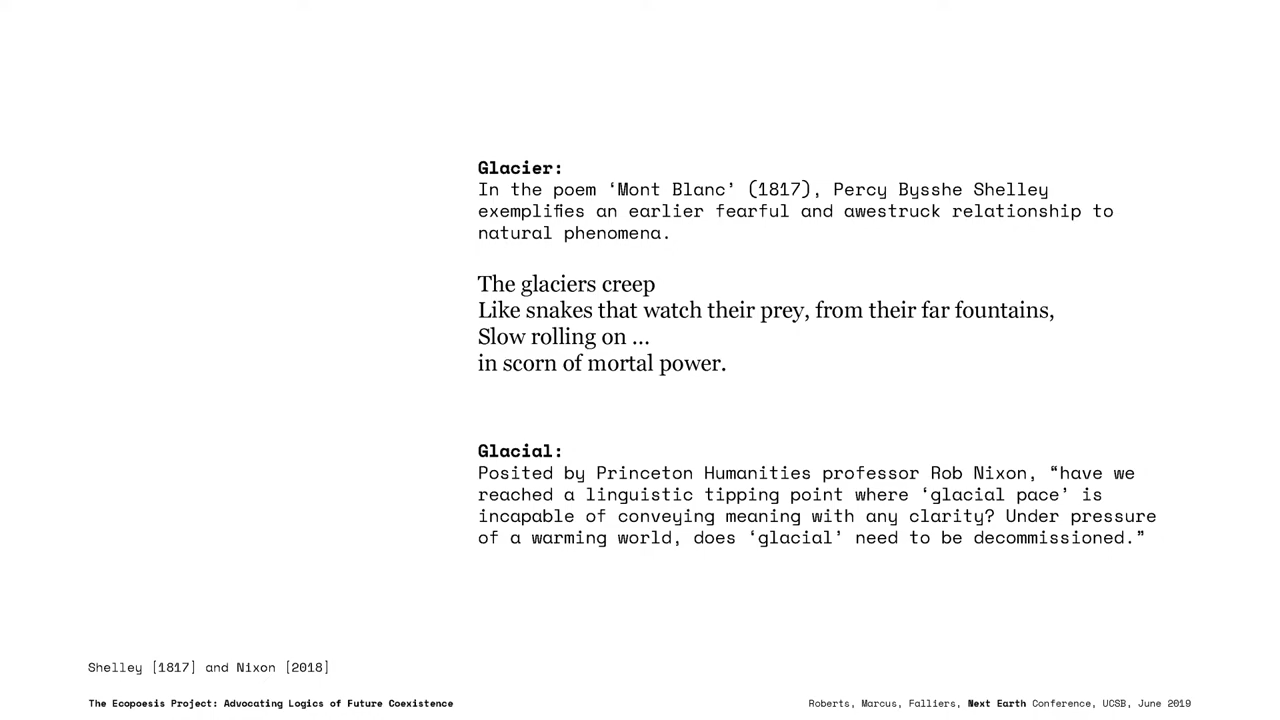 Glacier:
In the poem ‘Mont Blanc’ (1817), Percy Bysshe Shelley
exemplifies an earlier fearful and awestruck relationship to
natural phenomena.
The glaciers creep
Like snakes that watch their prey, from their far fountains,
Slow rolling on …
in scorn of mortal power.
Glacial:
Posited by Princeton Humanities professor Rob Nixon, “have we
reached a linguistic tipping point where ‘glacial pace’ is
incapable of conveying meaning with any clarity? Under pressure
of a warming world, does ‘glacial’ need to be decommissioned.”
Shelley [1817] and Nixon [2018]
The Ecopoesis Project: Advocating Logics of Future Coexistence
Roberts, Marcus, Falliers, Next Earth Conference, UCSB, June 2019